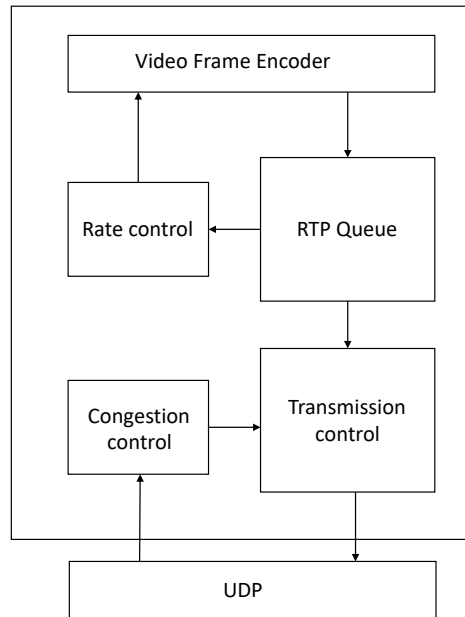 Video Frame Encoder
Rate control
RTP Queue
Congestion
control
Transmission
control
UDP